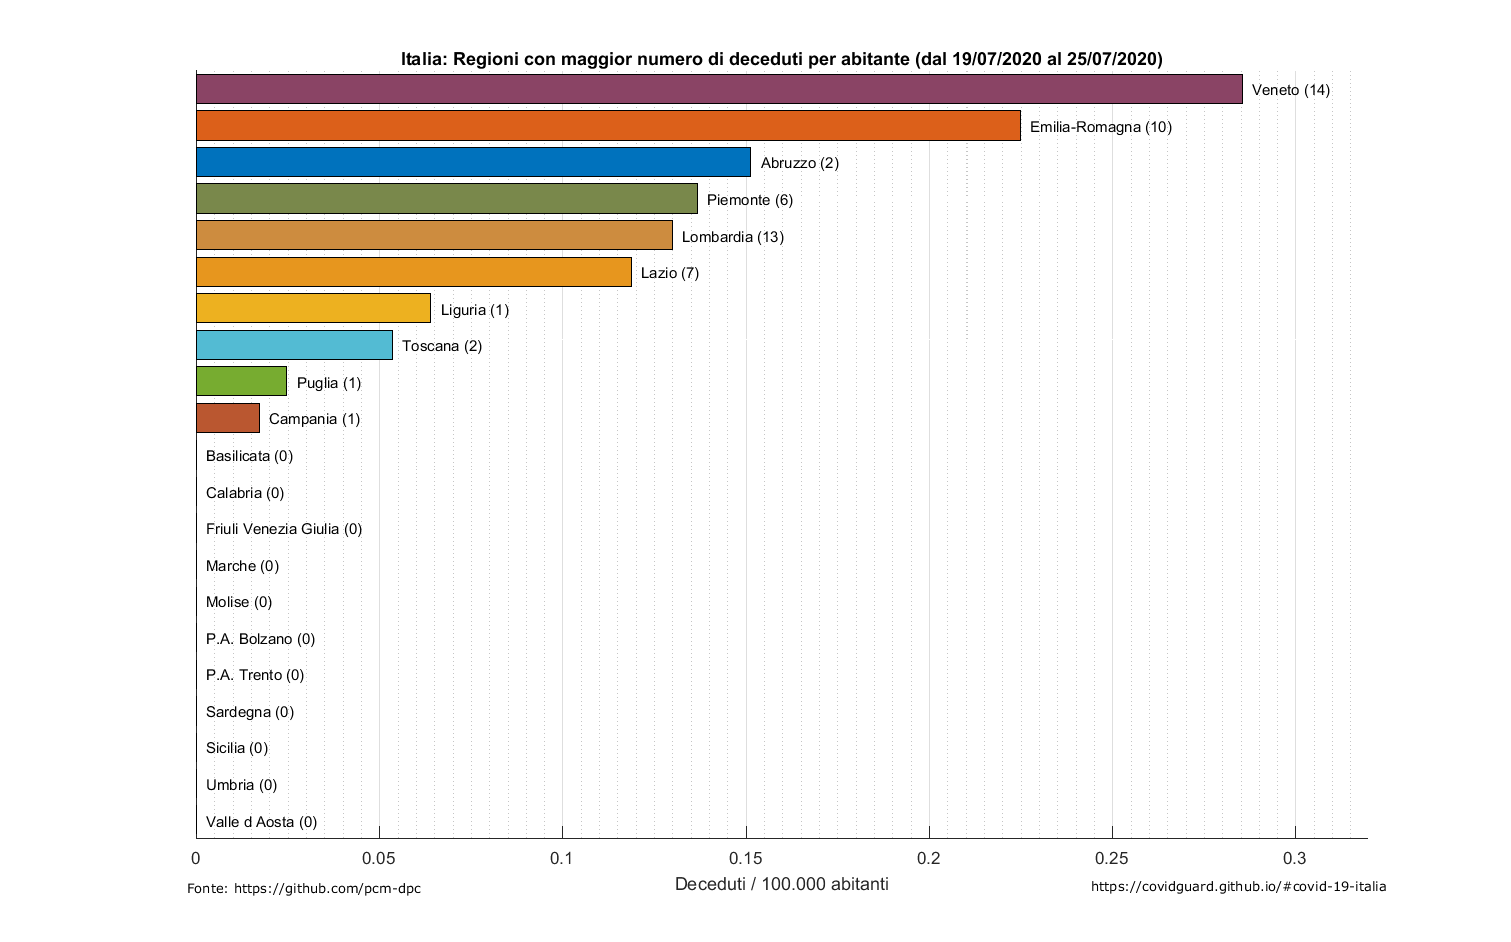 Italia: Regioni con maggior numero di deceduti per abitante (dal 19/07/2020 al 25/07/2020)
Veneto (14)
Emilia-Romagna (10)
Abruzzo (2)
Piemonte (6)
Lombardia (13)
Lazio (7)
Liguria (1)
Toscana (2)
Puglia (1)
Campania (1)
Basilicata (0)
Calabria (0)
Friuli Venezia Giulia (0)
Marche (0)
Molise (0)
P.A. Bolzano (0)
P.A. Trento (0)
Sardegna (0)
Sicilia (0)
Umbria (0)
Valle d Aosta (0)
0 0.05 0.1 0.15 0.2 0.25 0.3
Deceduti / 100.000 abitanti
Fonte: https://github.com/pcm-dpc
https://covidguard.github.io/#covid-19-italia